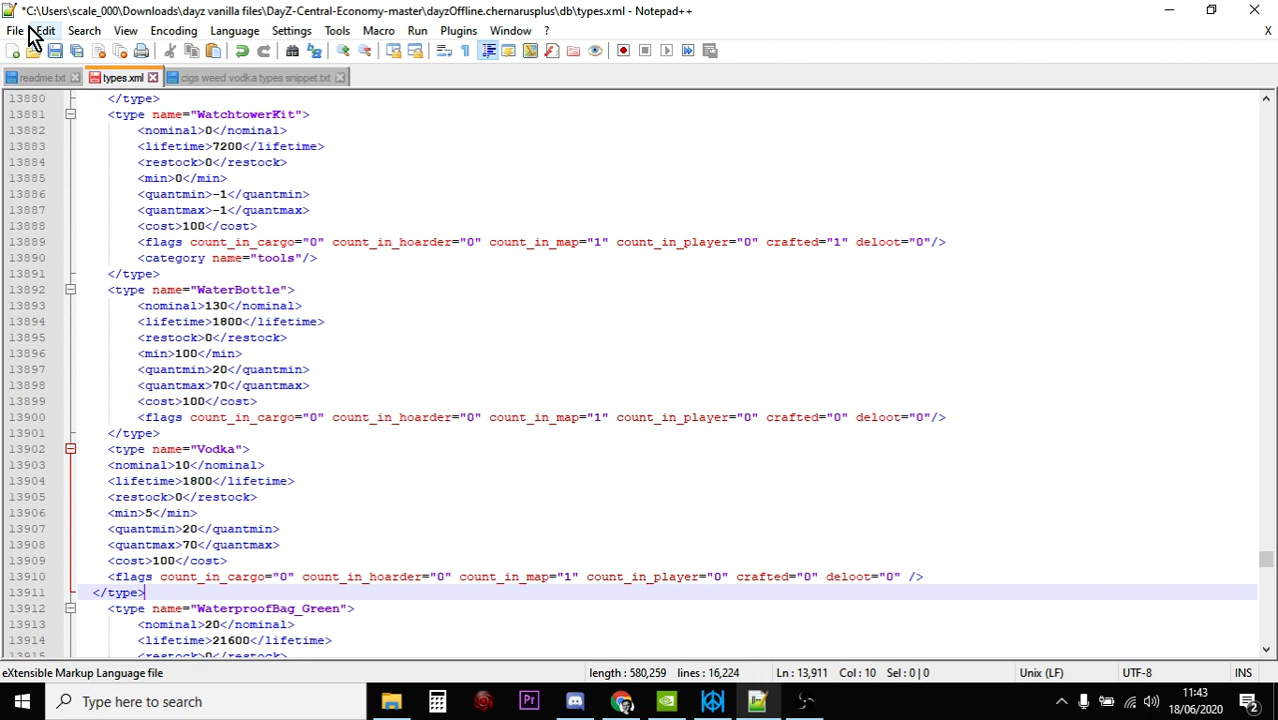 *C:\Users\scale_000\Downloads\dayz vanilla files\DayZ-Central-Economy-master\dayzOffline.chernarusplus\db\types.xml - Notepad++
File Edit Search View Encoding Language Settings Tools Macro Run Plugins Window ? X
readme.txt types.xml cigs weed vodka types snippet.txt
13880 </type>
13881 <type name="WatchtowerKit">
13882 <nominal>0</nominal>
13883 <lifetime>7200</lifetime>
13884 <restock>0</restock>
13885 <min>0</min>
13886 <quantmin>-1</quantmin>
13887 <quantmax>-1</quantmax>
13888 <cost>100</cost>
13889 <flags count_in_cargo="0" count_in_hoarder="0" count_in_map="1" count_in_player="0" crafted="1" deloot="0"/>
13890 <category name="tools"/>
13891 </type>
13892 <type name="WaterBottle">
13893 <nominal>130</nominal>
13894 <lifetime>1800</lifetime>
13895 <restock>0</restock>
13896 <min>100</min>
13897 <quantmin>20</quantmin>
13898 <quantmax>70</quantmax>
13899 <cost>100</cost>
13900 <flags count_in_cargo="0" count_in_hoarder="0" count_in_map="1" count_in_player="0" crafted="0" deloot="0"/>
13901 </type>
13902 <type name="Vodka">
13903 <nominal>10</nominal>
13904 <lifetime>1800</lifetime>
13905 <restock>0</restock>
13906 <min>5</min>
13907 <quantmin>20</quantmin>
13908 <quantmax>70</quantmax>
13909 <cost>100</cost>
13910 <flags count_in_cargo="0" count_in_hoarder="0" count_in_map="1" count_in_player="0" crafted="0" deloot="0" />
13911 </type>
13912 <type name="WaterproofBag_Green">
13913 <nominal>20</nominal>
13914 <lifetime>21600</lifetime>
13915 <restock>0</restock>
eXtensible Markup Language file length : 580,259 lines : 16,224 Ln : 13,911 Col : 10 Sel : 0 | 0 Unix (LF) UTF-8 INS
Type here to search Pr 11:43
18/06/2020 2